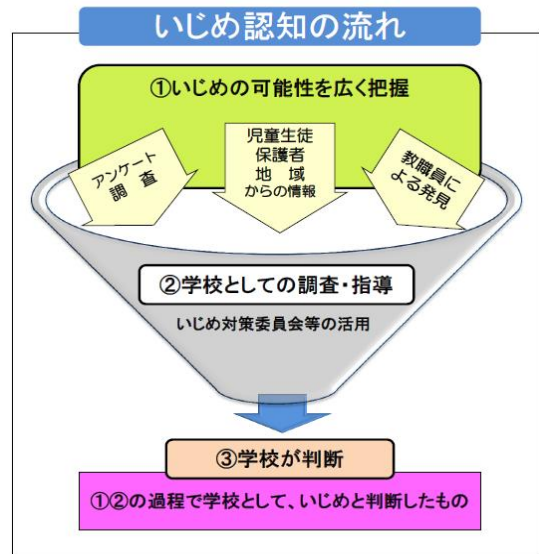 いじめ認知の流れ
①いじめの可能性を広く把握
アンケート
調　査
児童生徒
保護者
地　域
からの情報
教職員に
よる発見
②学校としての調査・指導
いじめ対策委員会等の活用
③学校が判断
①②の過程で学校として、いじめと判断したもの